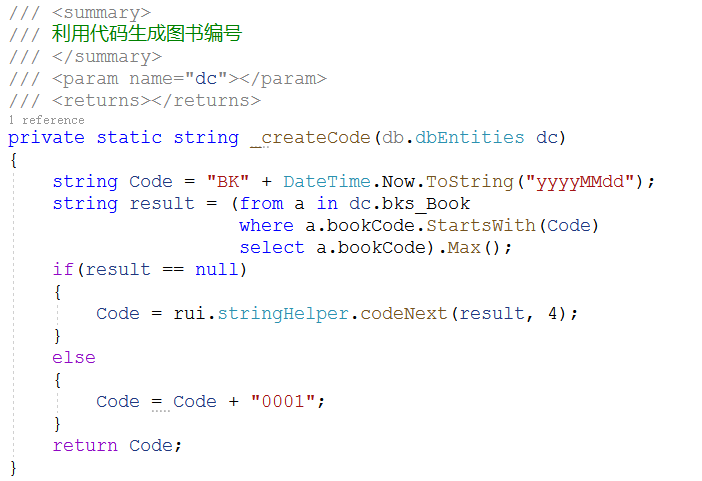 /// <summary>
/// 利用代码生成图书编号
/// </summary>
/// <param name="dc"></param>
/// <returns></returns>
1 reference
private static string _createCode(db.dbEntities dc)
{
    string Code = "BK" + DateTime.Now.ToString("yyyyMMdd");
    string result = (from a in dc.bks_Book
                     where a.bookCode.StartsWith(Code)
                     select a.bookCode).Max();
    if(result == null)
    {
        Code = rui.stringHelper.codeNext(result, 4);
    }
    else
    {
        Code = Code + "0001";
    }
    return Code;
}